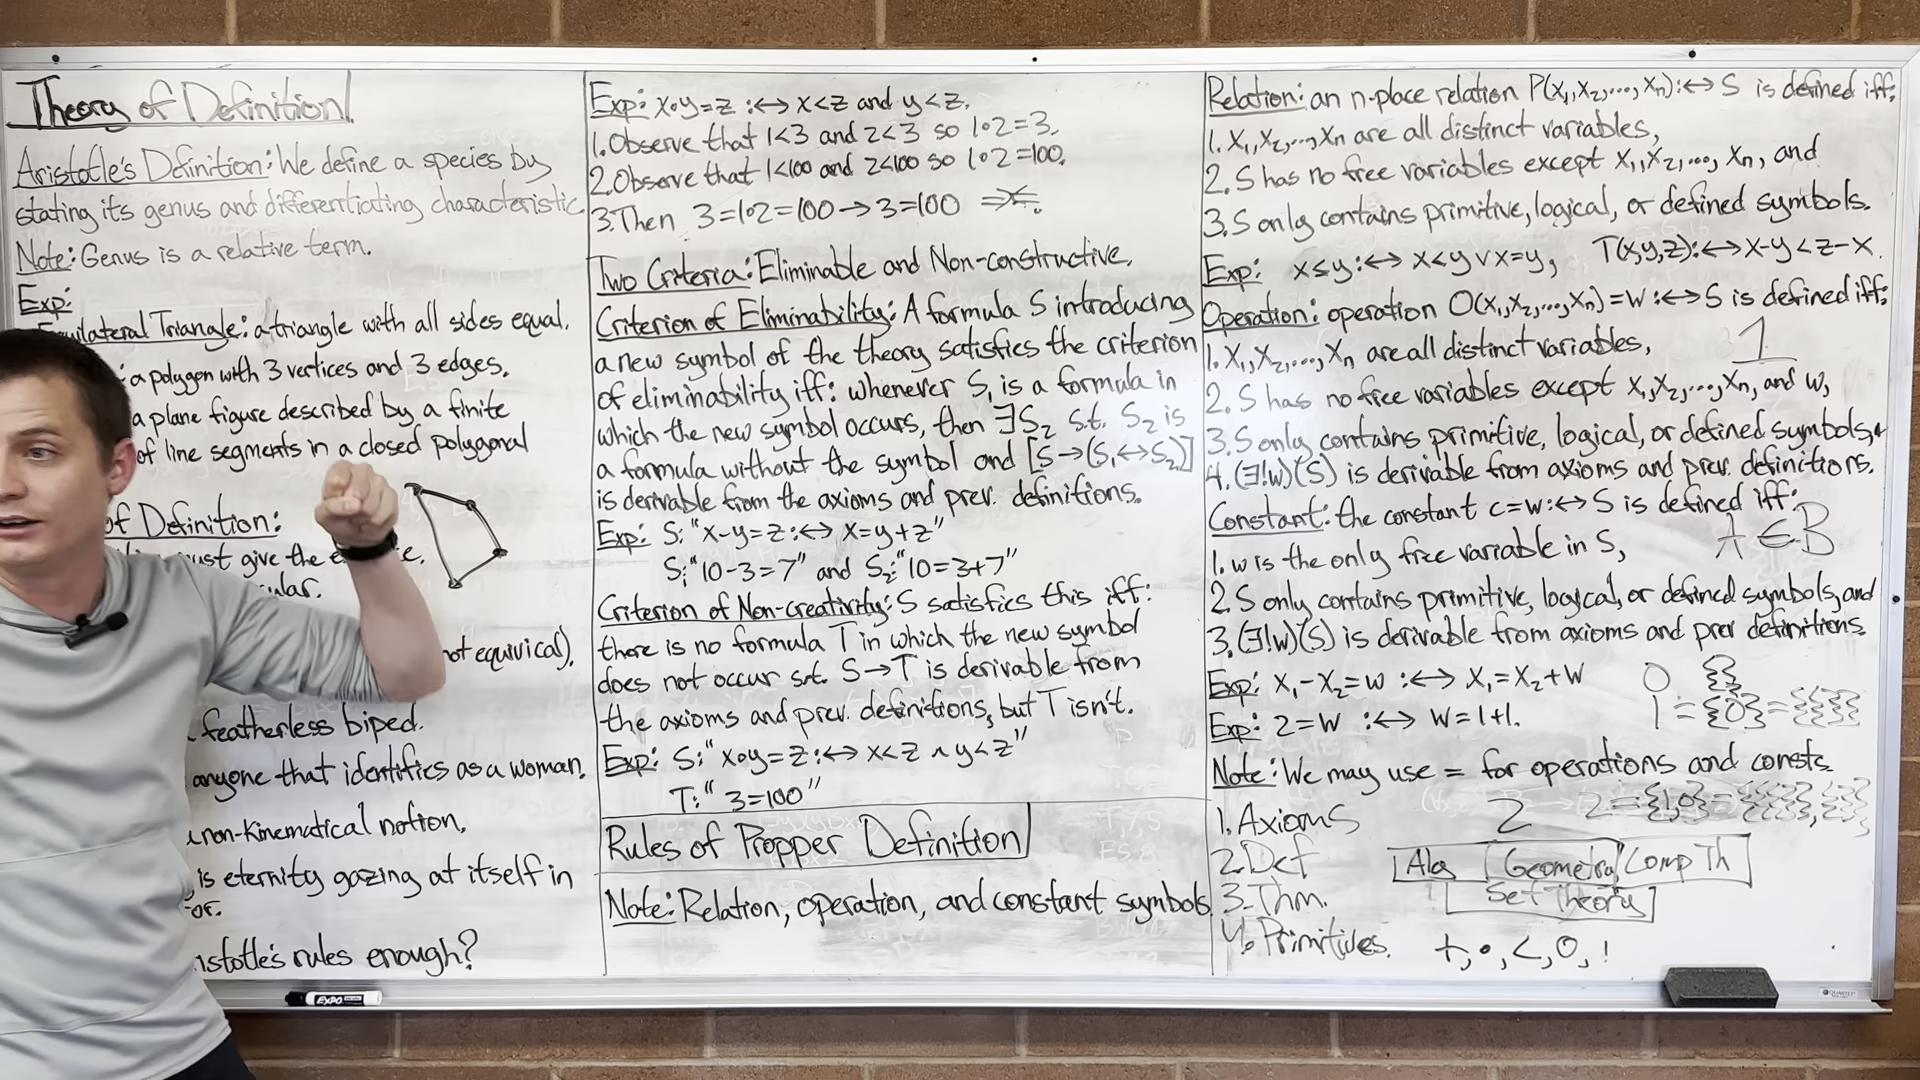 Theory of Definition
Aristotle's Definition: We define a species by
stating its genus and differentiating characteristic.
Note: Genus is a relative term.
Exp:
Equilateral Triangle: a triangle with all sides equal.
: a polygon with 3 vertices and 3 edges.
a plane figure described by a finite
of line segments in a closed polygonal
of Definition:
must give the
not equivical).
featherless biped.
anyone that identifies as a woman.
non-kinematical notion.
is eternity gazing at itself in
or.
istotle's rules enough?
EXPO
Exp: x∘y=z :↔ x<z and y<z.
1. Observe that 1<3 and 2<3 so 1∘2=3.
2. Observe that 1<100 and 2<100 so 1∘2=100.
3. Then 3=1∘2=100→3=100 ⇒⇐.
Two Criteria: Eliminable and Non-constructive.
Criterion of Eliminability: A formula S introducing
a new symbol of the theory satisfies the criterion
of eliminability iff: whenever S₁ is a formula in
which the new symbol occurs, then ∃S₂ s.t. S₂ is
a formula without the symbol and [S→(S₁↔S₂)]
is derivable from the axioms and prev. definitions.
Exp: S: "x-y=z:↔ x=y+z"
S₁: "10-3=7" and S₂: "10=3+7"
Criterion of Non-creativity: S satisfies this iff:
there is no formula T in which the new symbol
does not occur s.t. S→T is derivable from
the axioms and prev. definitions, but T isn't.
Exp: S: "x∘y=z:↔ x<z ∧ y<z"
T: "3=100"
Rules of Propper Definition
Note: Relation, operation, and constant symbols
Relation: an n-place relation P(x₁,x₂,...,xₙ):↔ S is defined iff:
1. x₁,x₂,...,xₙ are all distinct variables,
2. S has no free variables except x₁,x₂,..., xₙ, and
3. S only contains primitive, logical, or defined symbols.
Exp: x≤y:↔ x<y ∨ x=y, T(x,y,z):↔x-y<z-x.
Operation: operation O(x₁,x₂,...,xₙ)=w:↔S is defined iff:
1. x₁,x₂,...,xₙ are all distinct variables,
1
2. S has no free variables except x₁,x₂,...,xₙ, and w,
3. S only contains primitive, logical, or defined symbols,
4. (∃!w)(S) is derivable from axioms and prev. definitions.
Constant: the constant c=w:↔S is defined iff:
1. w is the only free variable in S,
A∈B
2. S only contains primitive, logical, or defined symbols, and
3. (∃!w)(S) is derivable from axioms and prev definitions.
Exp: x₁-x₂=w :↔ x₁=x₂+w
0 {}
Exp: 2=w :↔ w=1+1.
1={0}={{}}
Note: We may use = for operations and consts.
1. Axioms
2
2. Def
Alg Geometry Comp Th
3. Thm.
Set Theory
4. Primitives.
+,∘,<,0,1
QUARTET